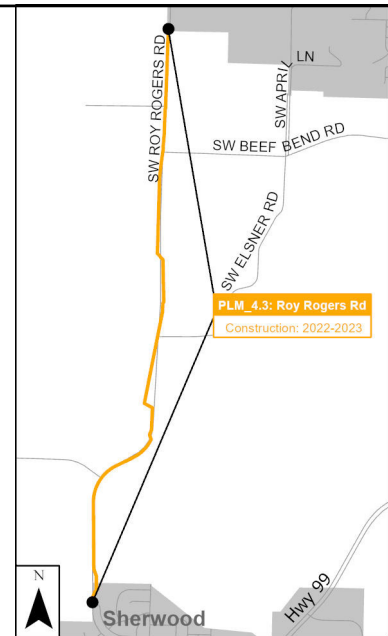 SW ROY ROGERS RD
LN
SW APRIL
SW BEEF BEND RD
SW ELSNER RD
PLM_4.3: Roy Rogers Rd
Construction: 2022-2023
N
Sherwood
Hwy 99